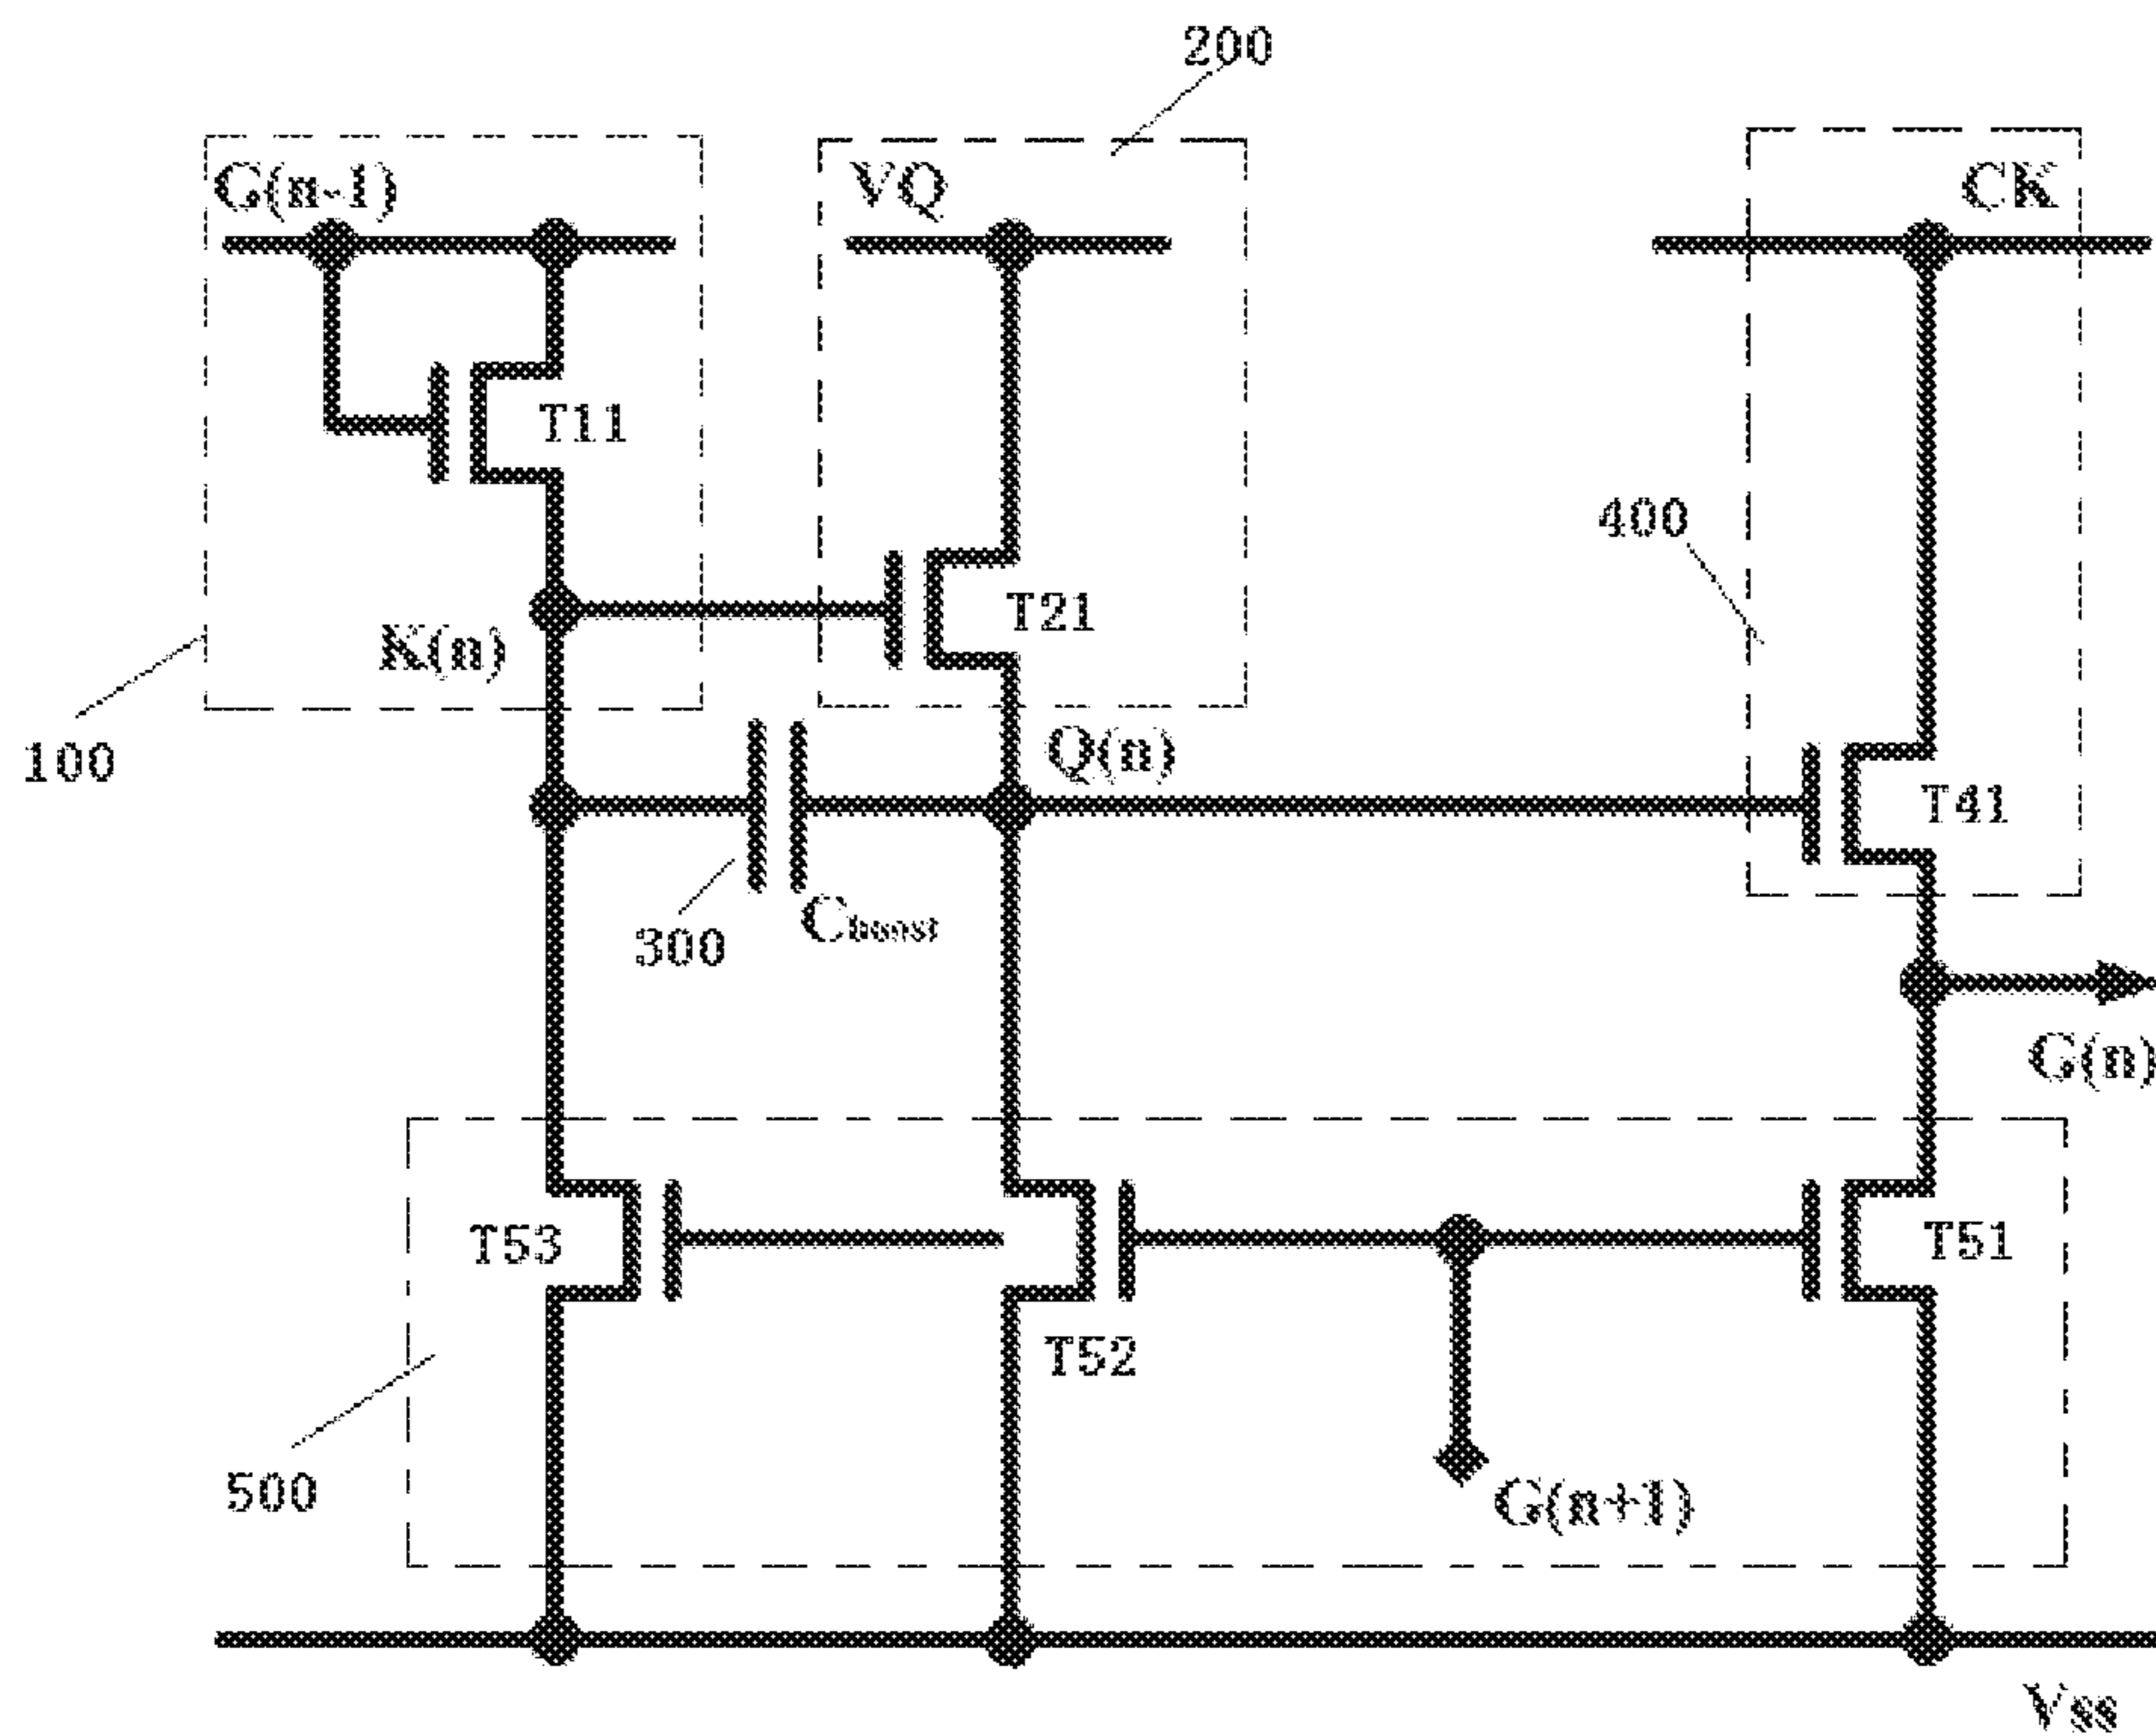 200
G(n-1)
VQ
CK
T11
400
T21
K(n)
100
Q(n)
T41
300
Cboost
G(n)
T53
T51
T52
500
G(n+1)
Vss